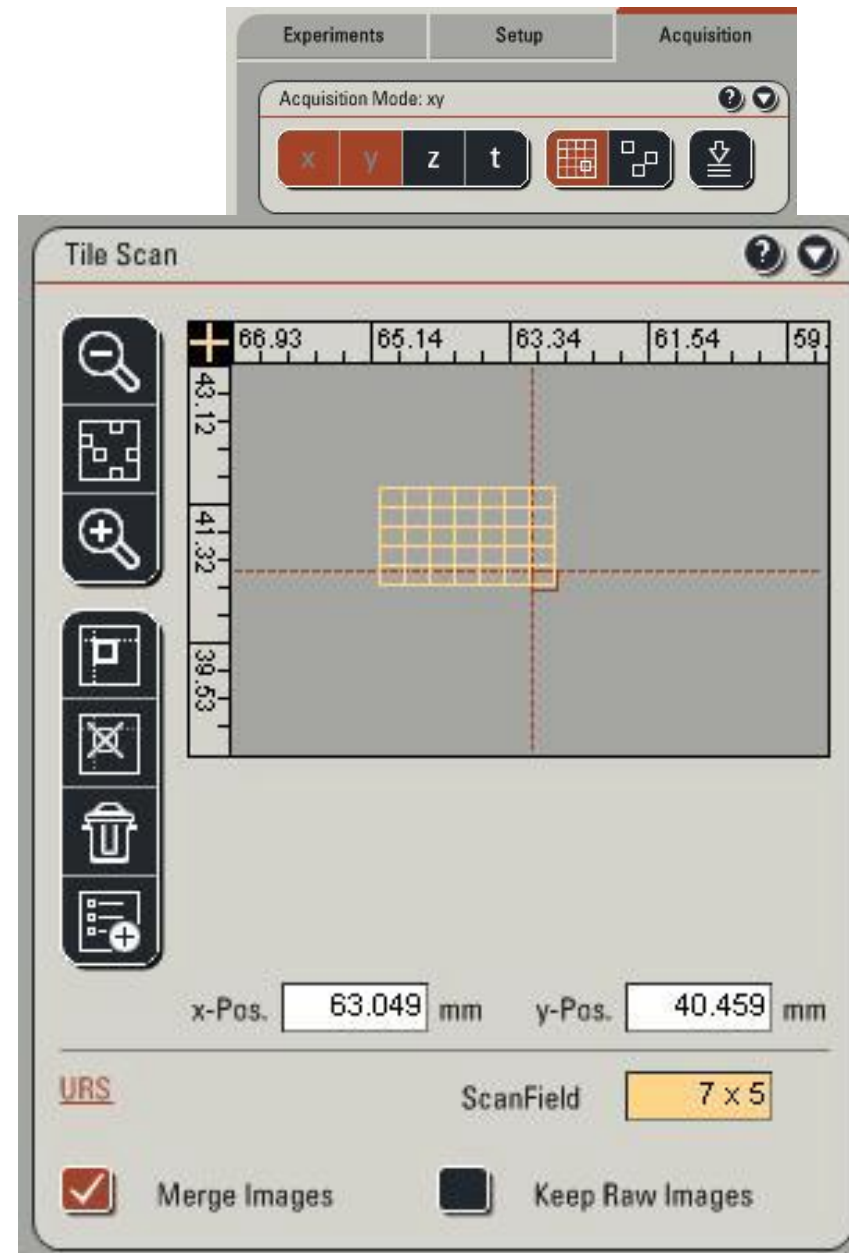 Experiments Setup Acquisition
Acquisition Mode: xy ?
x y z t
Tile Scan ?
66.93 65.14 63.34 61.54 59.
43.12
41.32
39.53
x-Pos. 63.049 mm y-Pos. 40.459 mm
URS ScanField 7 x 5
Merge Images Keep Raw Images